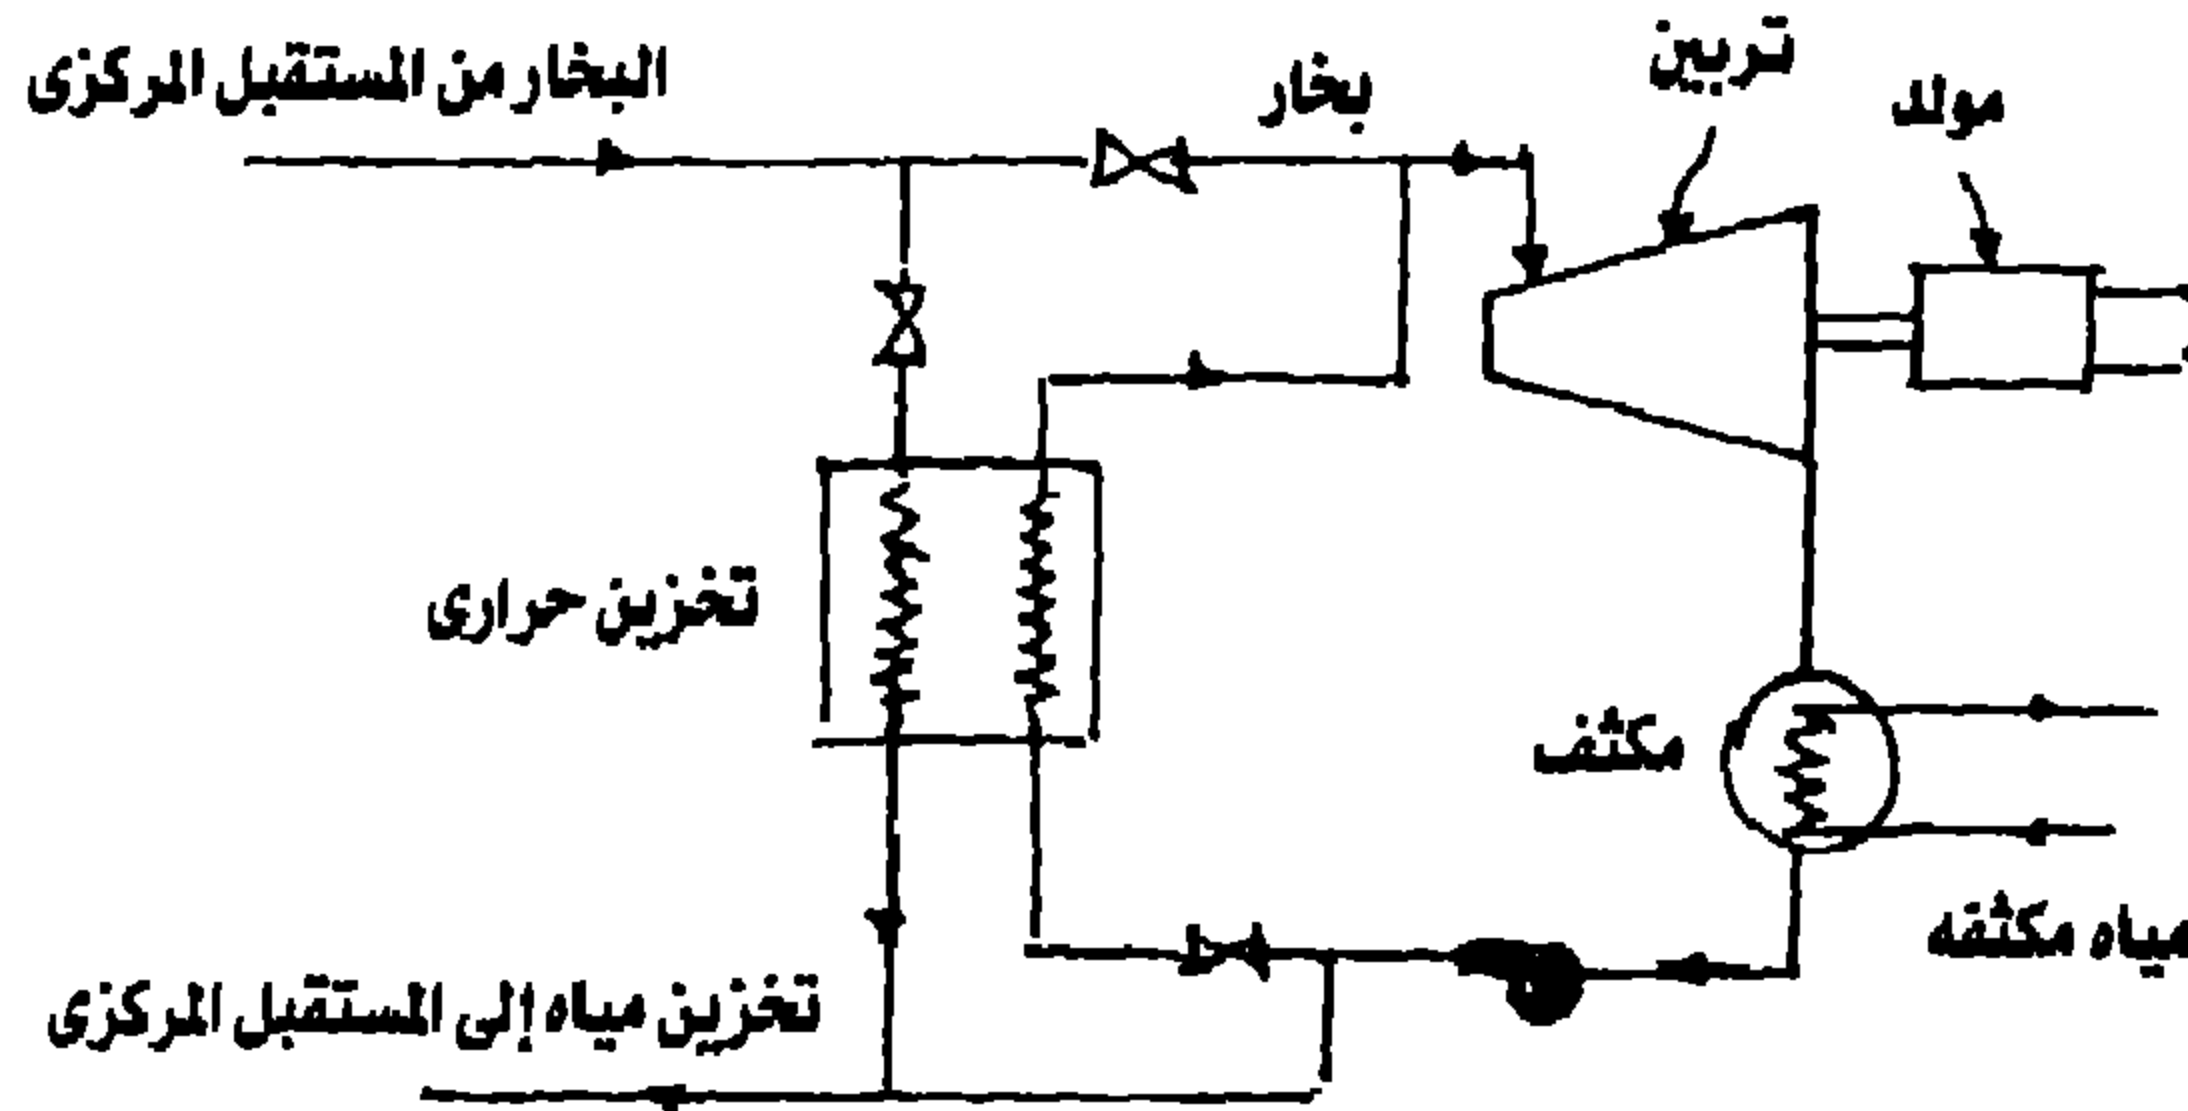 البخار من المستقبل المركزى
بخار
تربين
مولد
تخزين حرارى
مكثف
مياه مكثفه
تخزين مياه إلى المستقبل المركزى